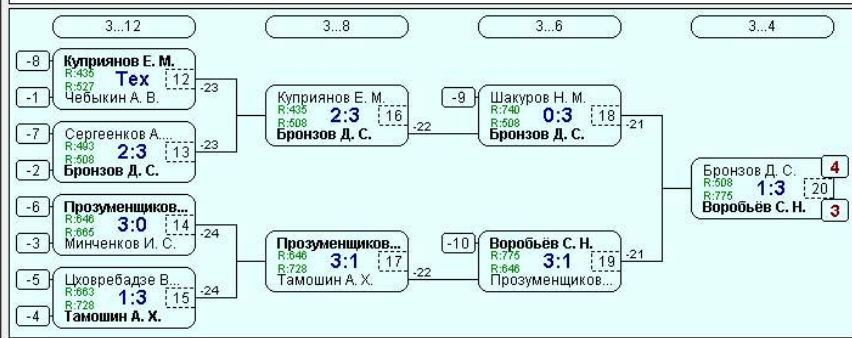 3...12
3...8
3...6
3...4
-8
Куприянов Е. М.
R:435
R:527
Тех
12
-1
Чебыкин А. В.
-23
-7
Сергеенков А....
R:493
R:508
2:3
13
-2
Бронзов Д. С.
-23
-6
Прозуменщиков...
R:646
R:665
3:0
14
-3
Минченков И. С.
-24
-5
Цховребадзе В...
R:663
R:728
1:3
15
-4
Тамошин А. Х.
-24
Куприянов Е. М.
R:435
R:508
2:3
16
Бронзов Д. С.
-22
Прозуменщиков...
R:646
R:728
3:1
17
Тамошин А. Х.
-22
-9
Шакуров Н. М.
R:740
R:508
0:3
18
Бронзов Д. С.
-21
-10
Воробьёв С. Н.
R:775
R:646
3:1
19
Прозуменщиков...
-21
Бронзов Д. С.
4
R:508
R:775
1:3
20
Воробьёв С. Н.
3